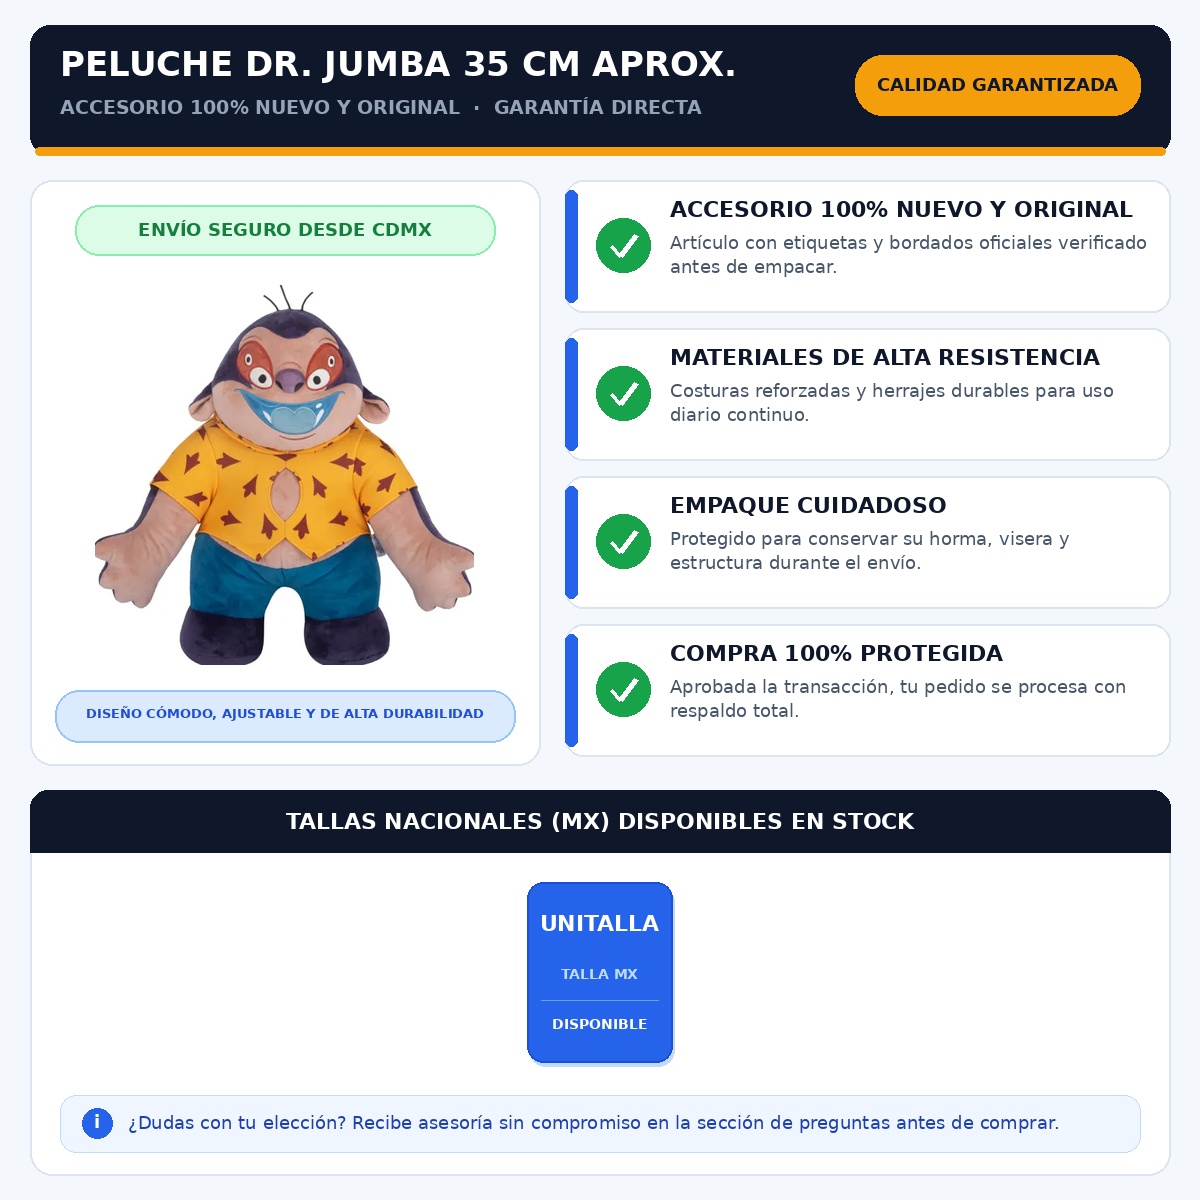 PELUCHE DR. JUMBA 35 CM APROX.
ACCESORIO 100% NUEVO Y ORIGINAL · GARANTÍA DIRECTA
CALIDAD GARANTIZADA
ENVÍO SEGURO DESDE CDMX
DISEÑO CÓMODO, AJUSTABLE Y DE ALTA DURABILIDAD
ACCESORIO 100% NUEVO Y ORIGINAL
Artículo con etiquetas y bordados oficiales verificado
antes de empacar.
MATERIALES DE ALTA RESISTENCIA
Costuras reforzadas y herrajes durables para uso
diario continuo.
EMPAQUE CUIDADOSO
Protegido para conservar su horma, visera y
estructura durante el envío.
COMPRA 100% PROTEGIDA
Aprobada la transacción, tu pedido se procesa con
respaldo total.
TALLAS NACIONALES (MX) DISPONIBLES EN STOCK
UNITALLA
TALLA MX
DISPONIBLE
i ¿Dudas con tu elección? Recibe asesoría sin compromiso en la sección de preguntas antes de comprar.